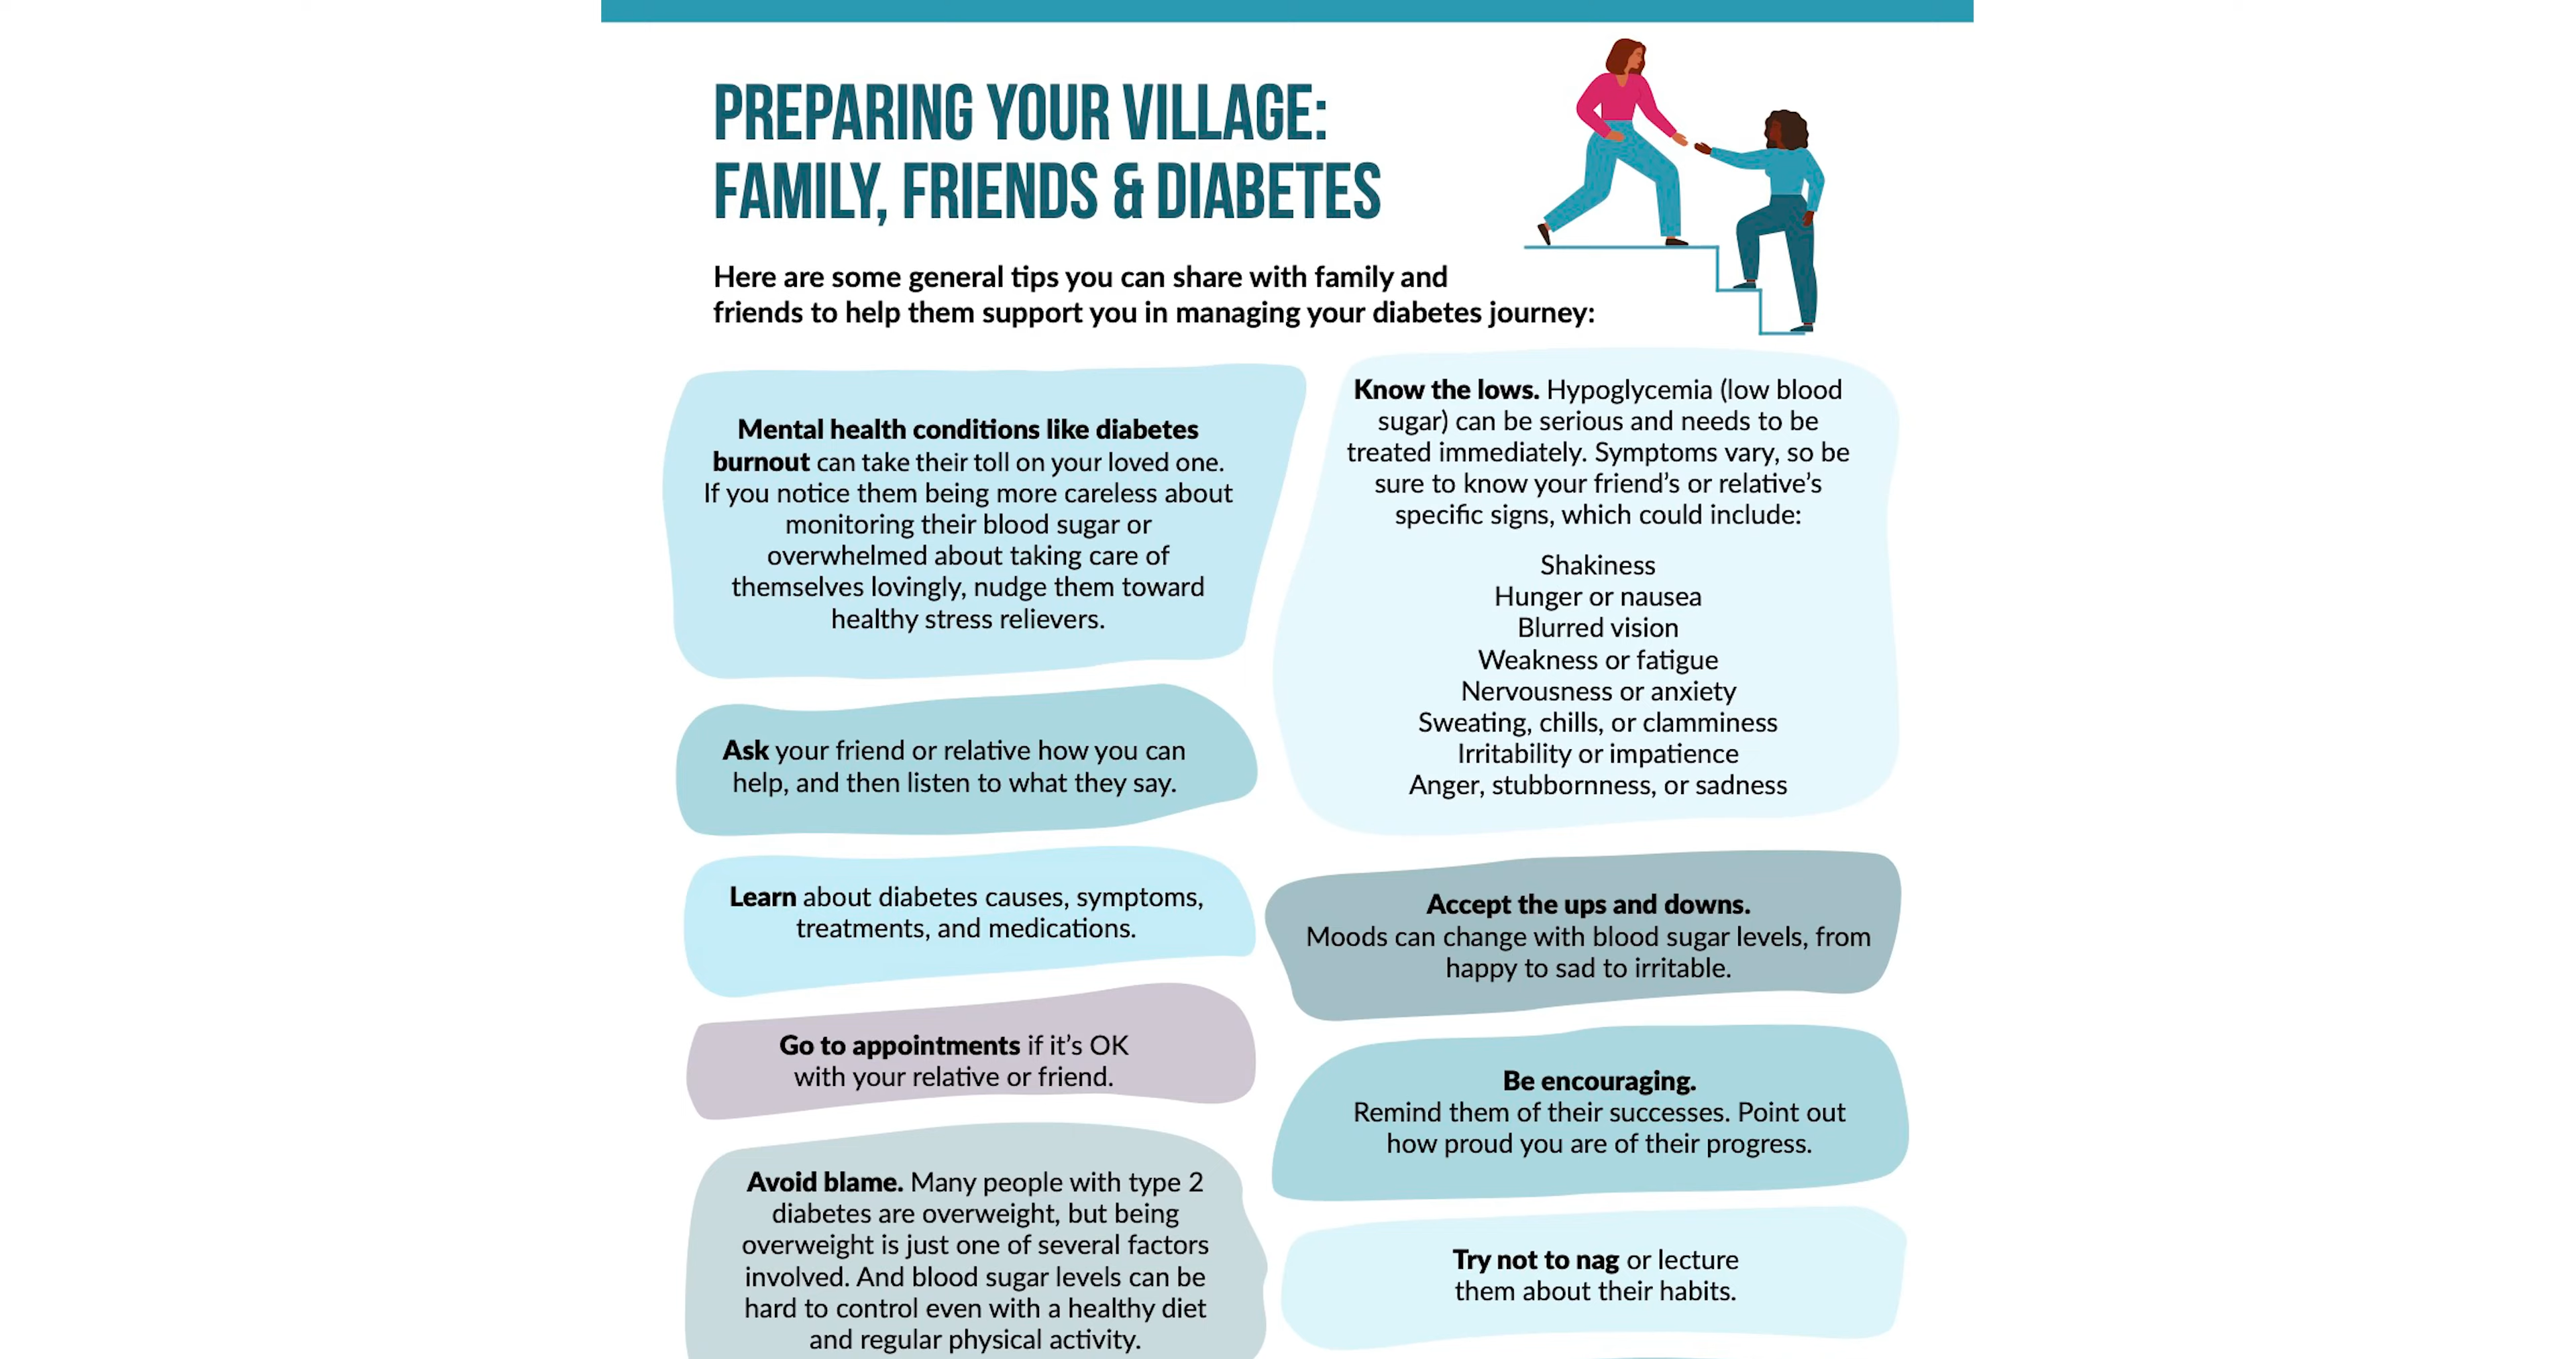 PREPARING YOUR VILLAGE:
FAMILY, FRIENDS & DIABETES
Here are some general tips you can share with family and
friends to help them support you in managing your diabetes journey:
Mental health conditions like diabetes
burnout can take their toll on your loved one.
If you notice them being more careless about
monitoring their blood sugar or
overwhelmed about taking care of
themselves lovingly, nudge them toward
healthy stress relievers.
Ask your friend or relative how you can
help, and then listen to what they say.
Learn about diabetes causes, symptoms,
treatments, and medications.
Go to appointments if it’s OK
with your relative or friend.
Avoid blame. Many people with type 2
diabetes are overweight, but being
overweight is just one of several factors
involved. And blood sugar levels can be
hard to control even with a healthy diet
and regular physical activity.
Know the lows. Hypoglycemia (low blood
sugar) can be serious and needs to be
treated immediately. Symptoms vary, so be
sure to know your friend’s or relative’s
specific signs, which could include:
Shakiness
Hunger or nausea
Blurred vision
Weakness or fatigue
Nervousness or anxiety
Sweating, chills, or clamminess
Irritability or impatience
Anger, stubbornness, or sadness
Accept the ups and downs.
Moods can change with blood sugar levels, from
happy to sad to irritable.
Be encouraging.
Remind them of their successes. Point out
how proud you are of their progress.
Try not to nag or lecture
them about their habits.